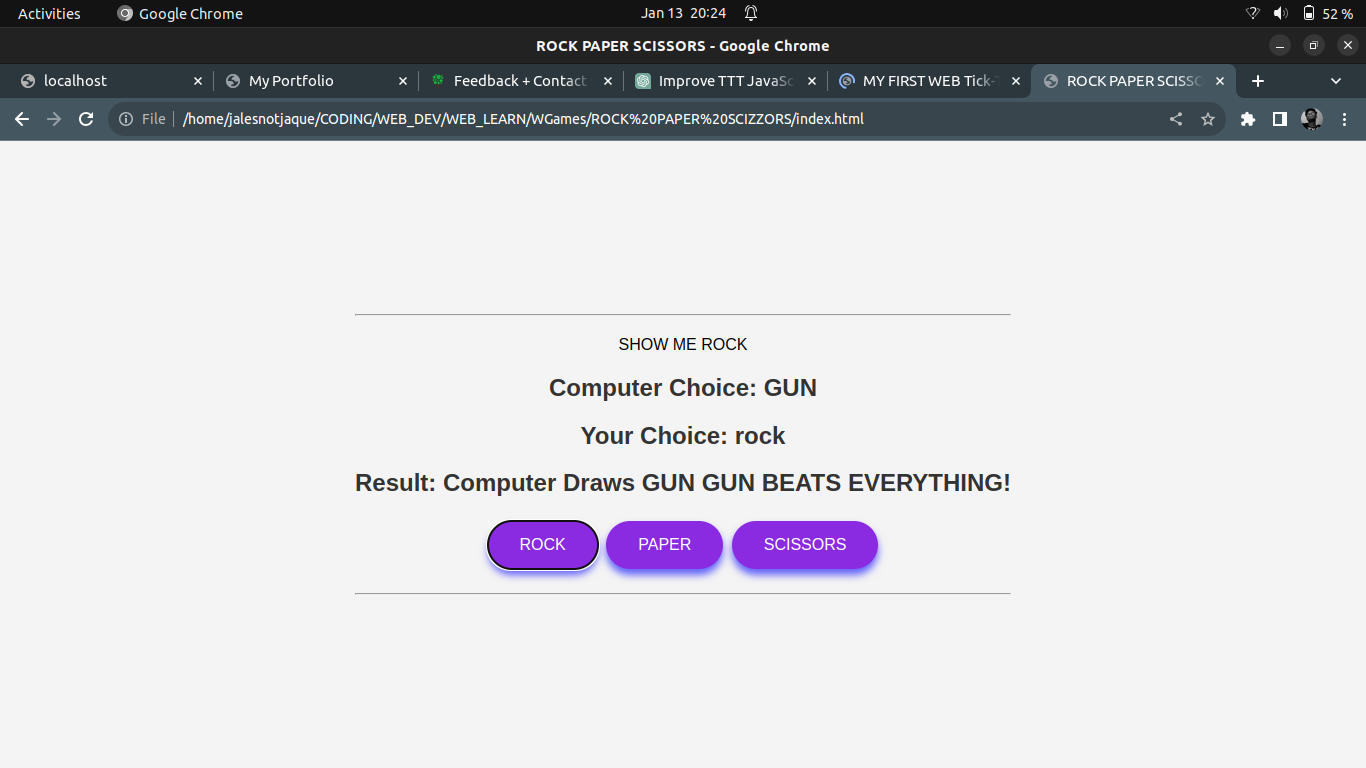 Activities Google Chrome Jan 13 20:24 52 %
ROCK PAPER SCISSORS - Google Chrome
localhost My Portfolio Feedback + Contact Improve TTT JavaSc MY FIRST WEB Tick-T ROCK PAPER SCISSO
File /home/jalesnotjaque/CODING/WEB_DEV/WEB_LEARN/WGames/ROCK%20PAPER%20SCIZZORS/index.html
SHOW ME ROCK
Computer Choice: GUN
Your Choice: rock
Result: Computer Draws GUN GUN BEATS EVERYTHING!
ROCK PAPER SCISSORS